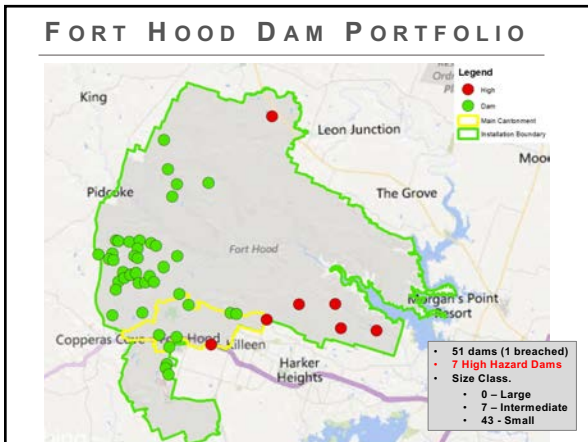 FORT HOOD DAM PORTFOLIO
Legend
High
Dam
Main Cantonment
Installation Boundary
King
Leon Junction
Pidcoke
The Grove
Fort Hood
Morgan's Point
Resort
Copperas
Hood
Killeen
Harker
Heights
• 51 dams (1 breached)
• 7 High Hazard Dams
• Size Class.
• 0 – Large
• 7 – Intermediate
• 43 - Small